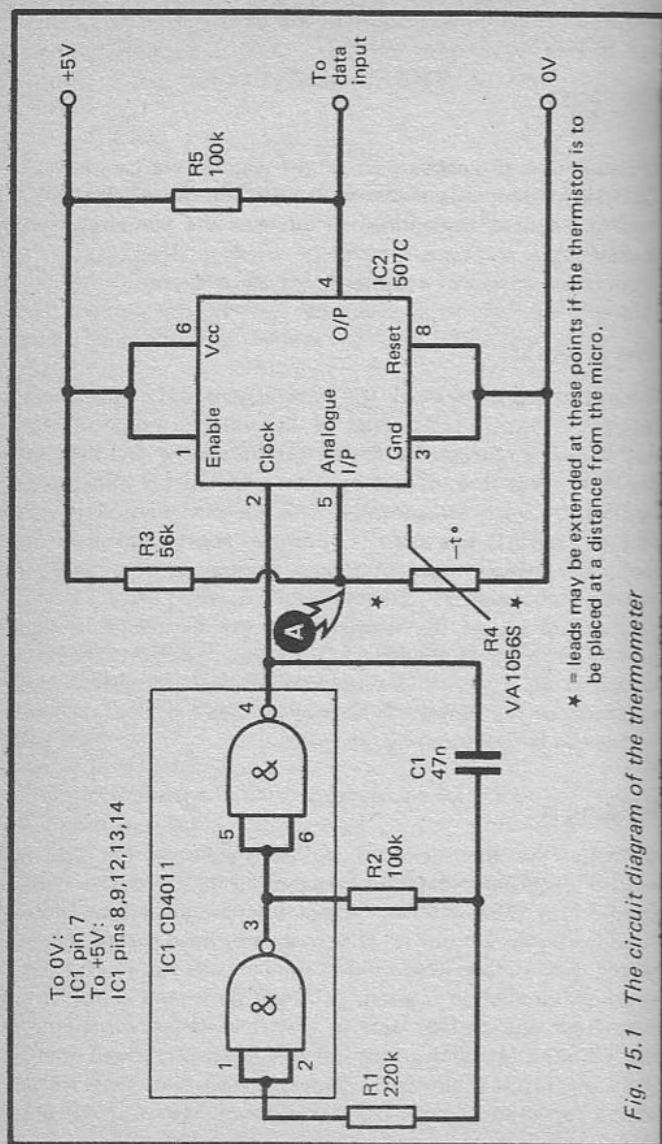 To 0V:
IC1 pin 7
To +5V:
IC1 pins 8,9,12,13,14
IC1 CD4011
1
2
&
3
5
6
&
4
R1
220k
R2
100k
C1
47n
R3
56k
A
*
R4
VA1056S
-t°
*
1
Enable
6
Vcc
2
Clock
5
Analogue
I/P
3
Gnd
8
Reset
4
O/P
IC2
507C
R5
100k
+5V
To
data
input
0V
* = leads may be extended at these points if the thermistor is to
be placed at a distance from the micro.
Fig. 15.1 The circuit diagram of the thermometer